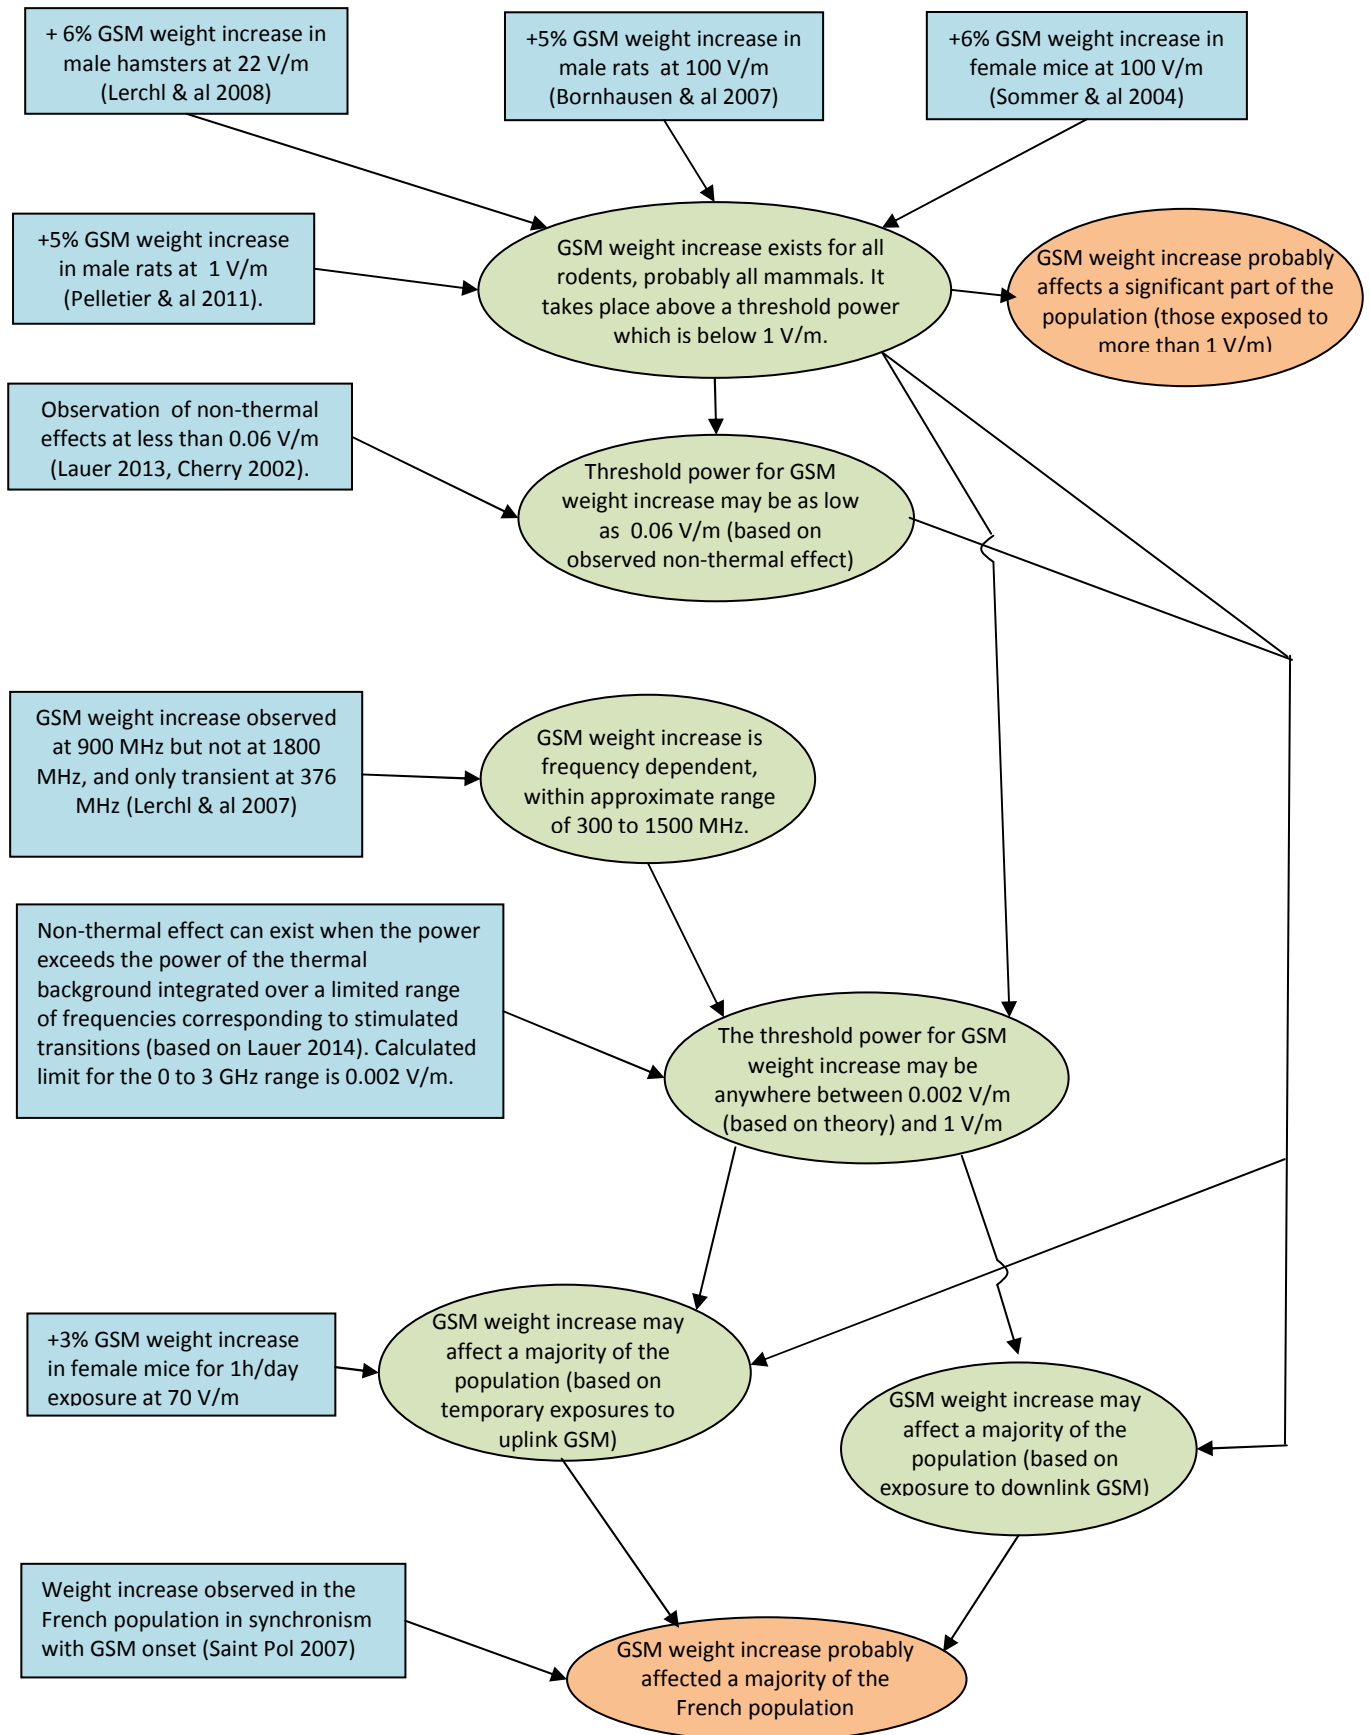 + 6% GSM weight increase in
male hamsters at 22 V/m
(Lerchl & al 2008)
+5% GSM weight increase in
male rats at 100 V/m
(Bornhausen & al 2007)
+6% GSM weight increase in
female mice at 100 V/m
(Sommer & al 2004)
+5% GSM weight increase
in male rats at 1 V/m
(Pelletier & al 2011).
GSM weight increase exists for all
rodents, probably all mammals. It
takes place above a threshold power
which is below 1 V/m.
GSM weight increase probably
affects a significant part of the
population (those exposed to
more than 1 V/m)
Observation of non-thermal
effects at less than 0.06 V/m
(Lauer 2013, Cherry 2002).
Threshold power for GSM
weight increase may be as low
as 0.06 V/m (based on
observed non-thermal effect)
GSM weight increase observed
at 900 MHz but not at 1800
MHz, and only transient at 376
MHz (Lerchl & al 2007)
GSM weight increase is
frequency dependent,
within approximate range
of 300 to 1500 MHz.
Non-thermal effect can exist when the power
exceeds the power of the thermal
background integrated over a limited range
of frequencies corresponding to stimulated
transitions (based on Lauer 2014). Calculated
limit for the 0 to 3 GHz range is 0.002 V/m.
The threshold power for GSM
weight increase may be
anywhere between 0.002 V/m
(based on theory) and 1 V/m
+3% GSM weight increase
in female mice for 1h/day
exposure at 70 V/m
GSM weight increase may
affect a majority of the
population (based on
temporary exposures to
uplink GSM)
GSM weight increase may
affect a majority of the
population (based on
exposure to downlink GSM)
Weight increase observed in the
French population in synchronism
with GSM onset (Saint Pol 2007)
GSM weight increase probably
affected a majority of the
French population